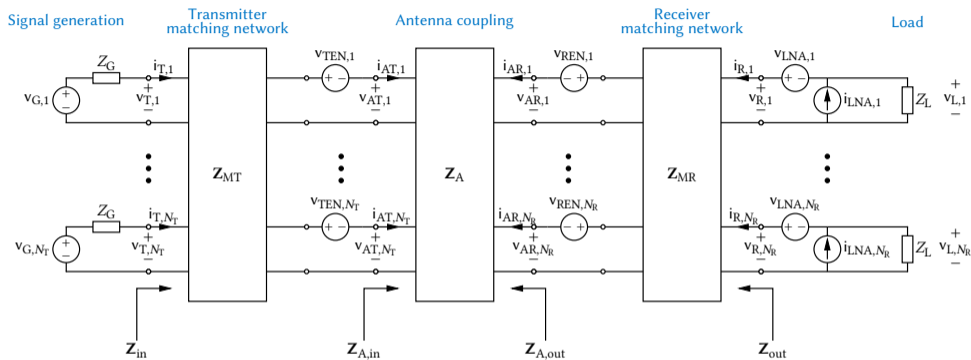 Signal generation
Transmitter
matching network
Antenna coupling
Receiver
matching network
Load
Z_G
i_T,1
v_TEN,1
i_AT,1
i_AR,1
v_REN,1
i_R,1
v_LNA,1
v_G,1
+
−
+
v_T,1
−
+ −
+
v_AT,1
−
+
v_AR,1
−
− +
+
v_R,1
−
+ −
i_LNA,1
Z_L
+
v_L,1
−
Z_MT
Z_A
Z_MR
Z_G
i_T,N_T
v_TEN,N_T
i_AT,N_T
i_AR,N_R
v_REN,N_R
i_R,N_R
v_LNA,N_R
v_G,N_T
+
−
+
v_T,N_T
−
+ −
+
v_AT,N_T
−
+
v_AR,N_R
−
− +
+
v_R,N_R
−
+ −
i_LNA,N_R
Z_L
+
v_L,N_R
−
Z_in
Z_A,in
Z_A,out
Z_out